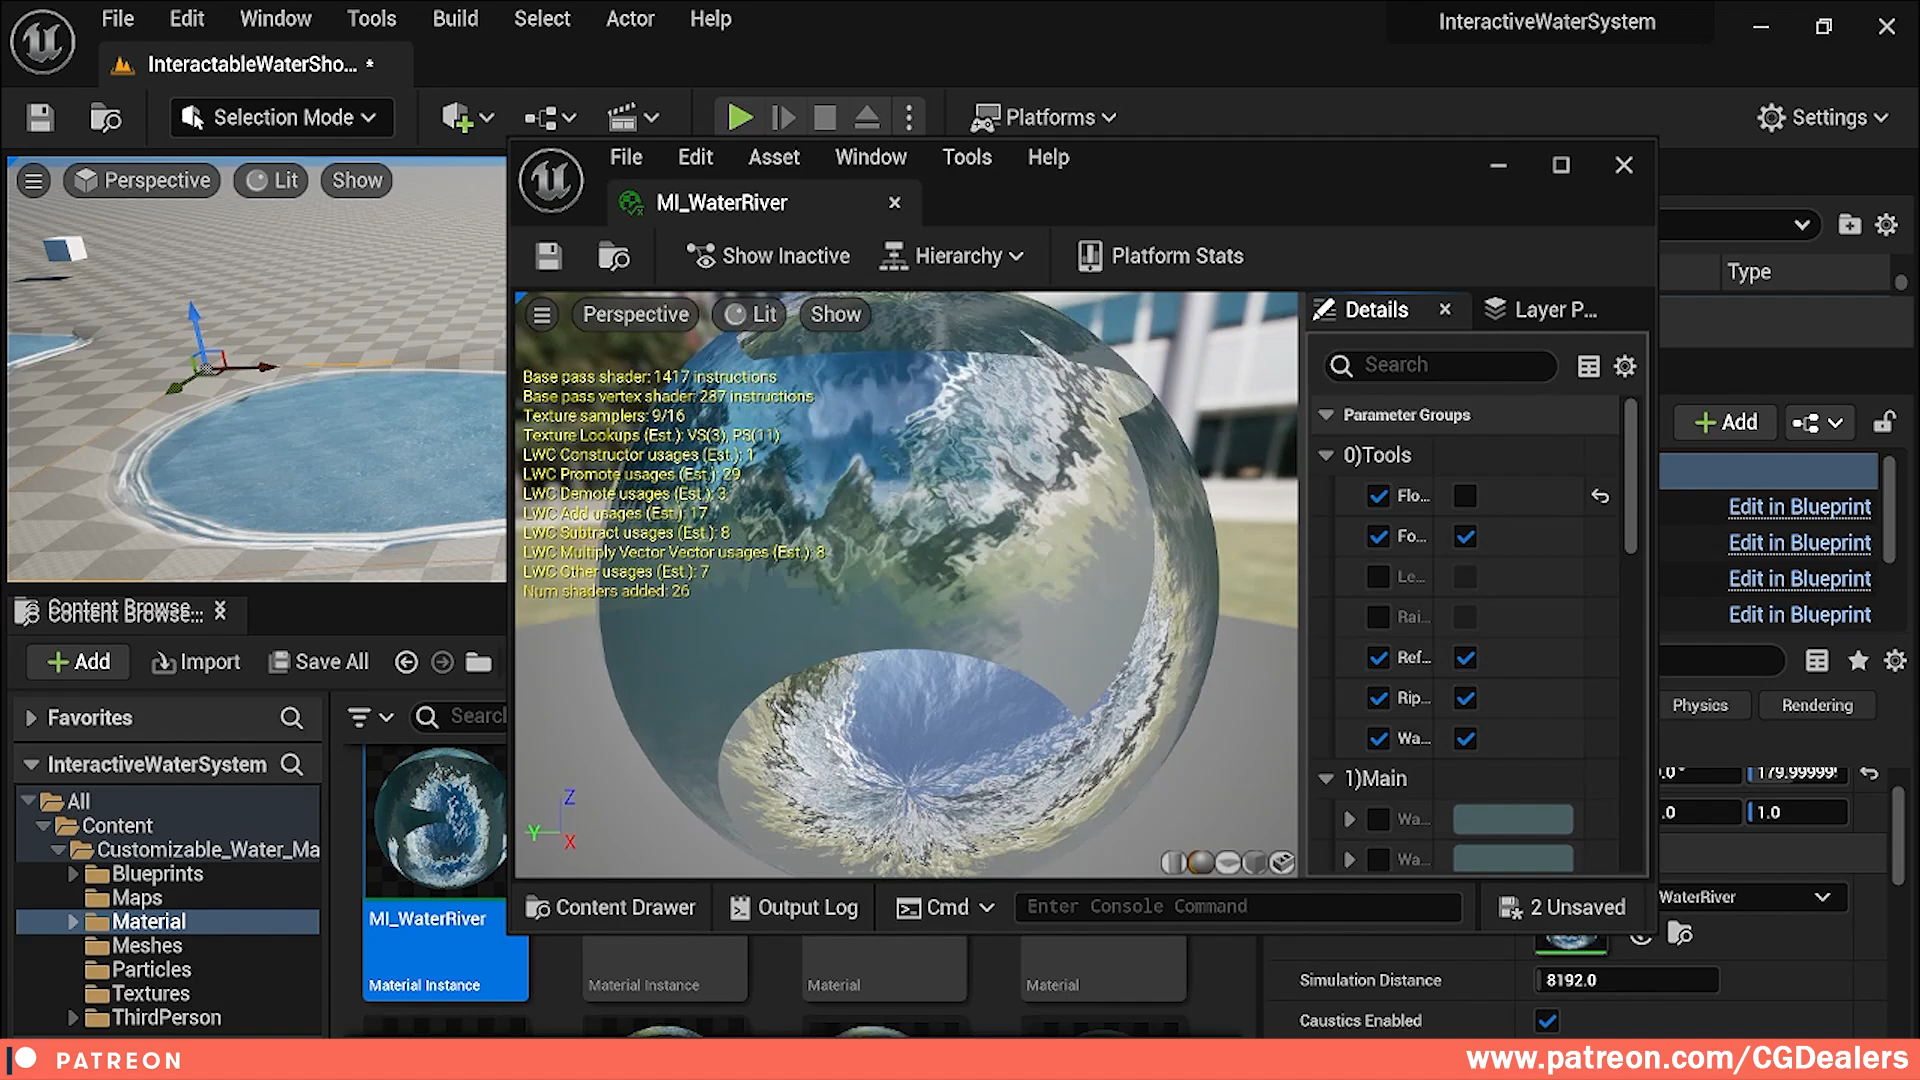 File Edit Window Tools Build Select Actor Help
InteractiveWaterSystem
InteractableWaterSho... *
Selection Mode
Platforms
Settings
Perspective Lit Show
File Edit Asset Window Tools Help
MI_WaterRiver
Show Inactive Hierarchy Platform Stats
Type
Perspective Lit Show
Details Layer P...
Search
Base pass shader: 1417 instructions
Base pass vertex shader: 287 instructions
Texture samplers: 9/16
Texture Lookups (Est.): VS(3), PS(11)
LWC Constructor usages (Est.): 1
LWC Promote usages (Est.): 29
LWC Demote usages (Est.): 3
LWC Add usages (Est.): 17
LWC Subtract usages (Est.): 8
LWC Multiply Vector Vector usages (Est.): 8
LWC Other usages (Est.): 7
Num shaders added: 26
Parameter Groups
0)Tools
Flo...
Fo...
Le...
Rai...
Ref...
Rip...
Wa...
1)Main
Wa...
Wa...
Z
Y
X
Add
Edit in Blueprint
Edit in Blueprint
Edit in Blueprint
Edit in Blueprint
Physics Rendering
179.99999
1.0
WaterRiver
Content Browse...
Add Import Save All
Favorites
Search
InteractiveWaterSystem
All
Content
Customizable_Water_Ma
Blueprints
Maps
Material
Meshes
Particles
Textures
ThirdPerson
MI_WaterRiver
Material Instance
Material Instance
Material
Material
Content Drawer Output Log Cmd Enter Console Command 2 Unsaved
Simulation Distance 8192.0
Caustics Enabled
PATREON
www.patreon.com/CGDealers